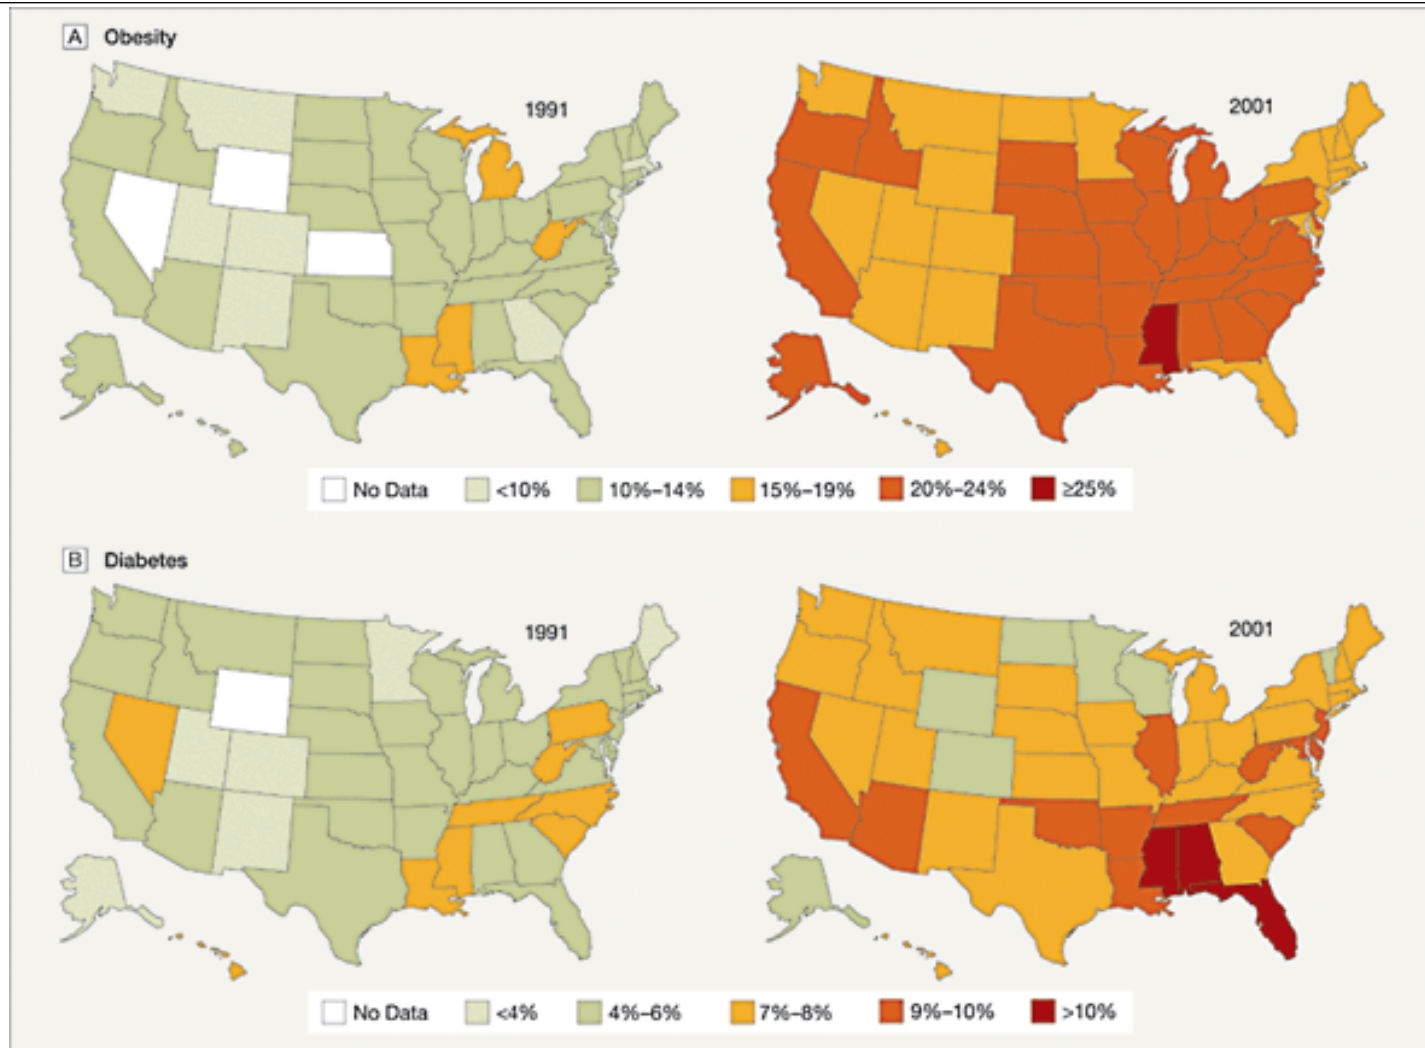 A Obesity
1991
2001
No Data <10% 10%–14% 15%–19% 20%–24% ≥25%
B Diabetes
1991
2001
No Data <4% 4%–6% 7%–8% 9%–10% >10%